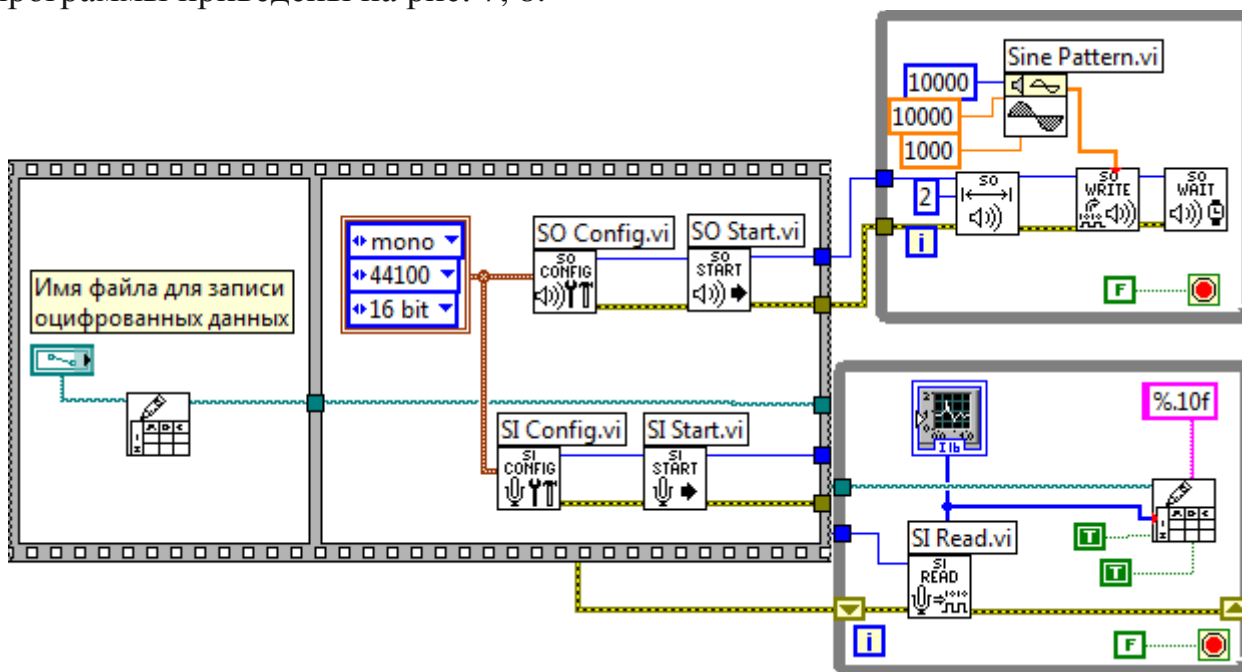 программы приведены на рис. 7, 8.
Sine Pattern.vi
10000
10000
1000
SO
2
SO
WRITE
SO
WAIT
i
F
mono
44100
16 bit
SO Config.vi
SO
CONFIG
SO Start.vi
SO
START
Имя файла для записи
оцифрованных данных
SI Config.vi
SI
CONFIG
SI Start.vi
SI
START
%.10f
I16
SI Read.vi
SI
READ
T
T
i
F